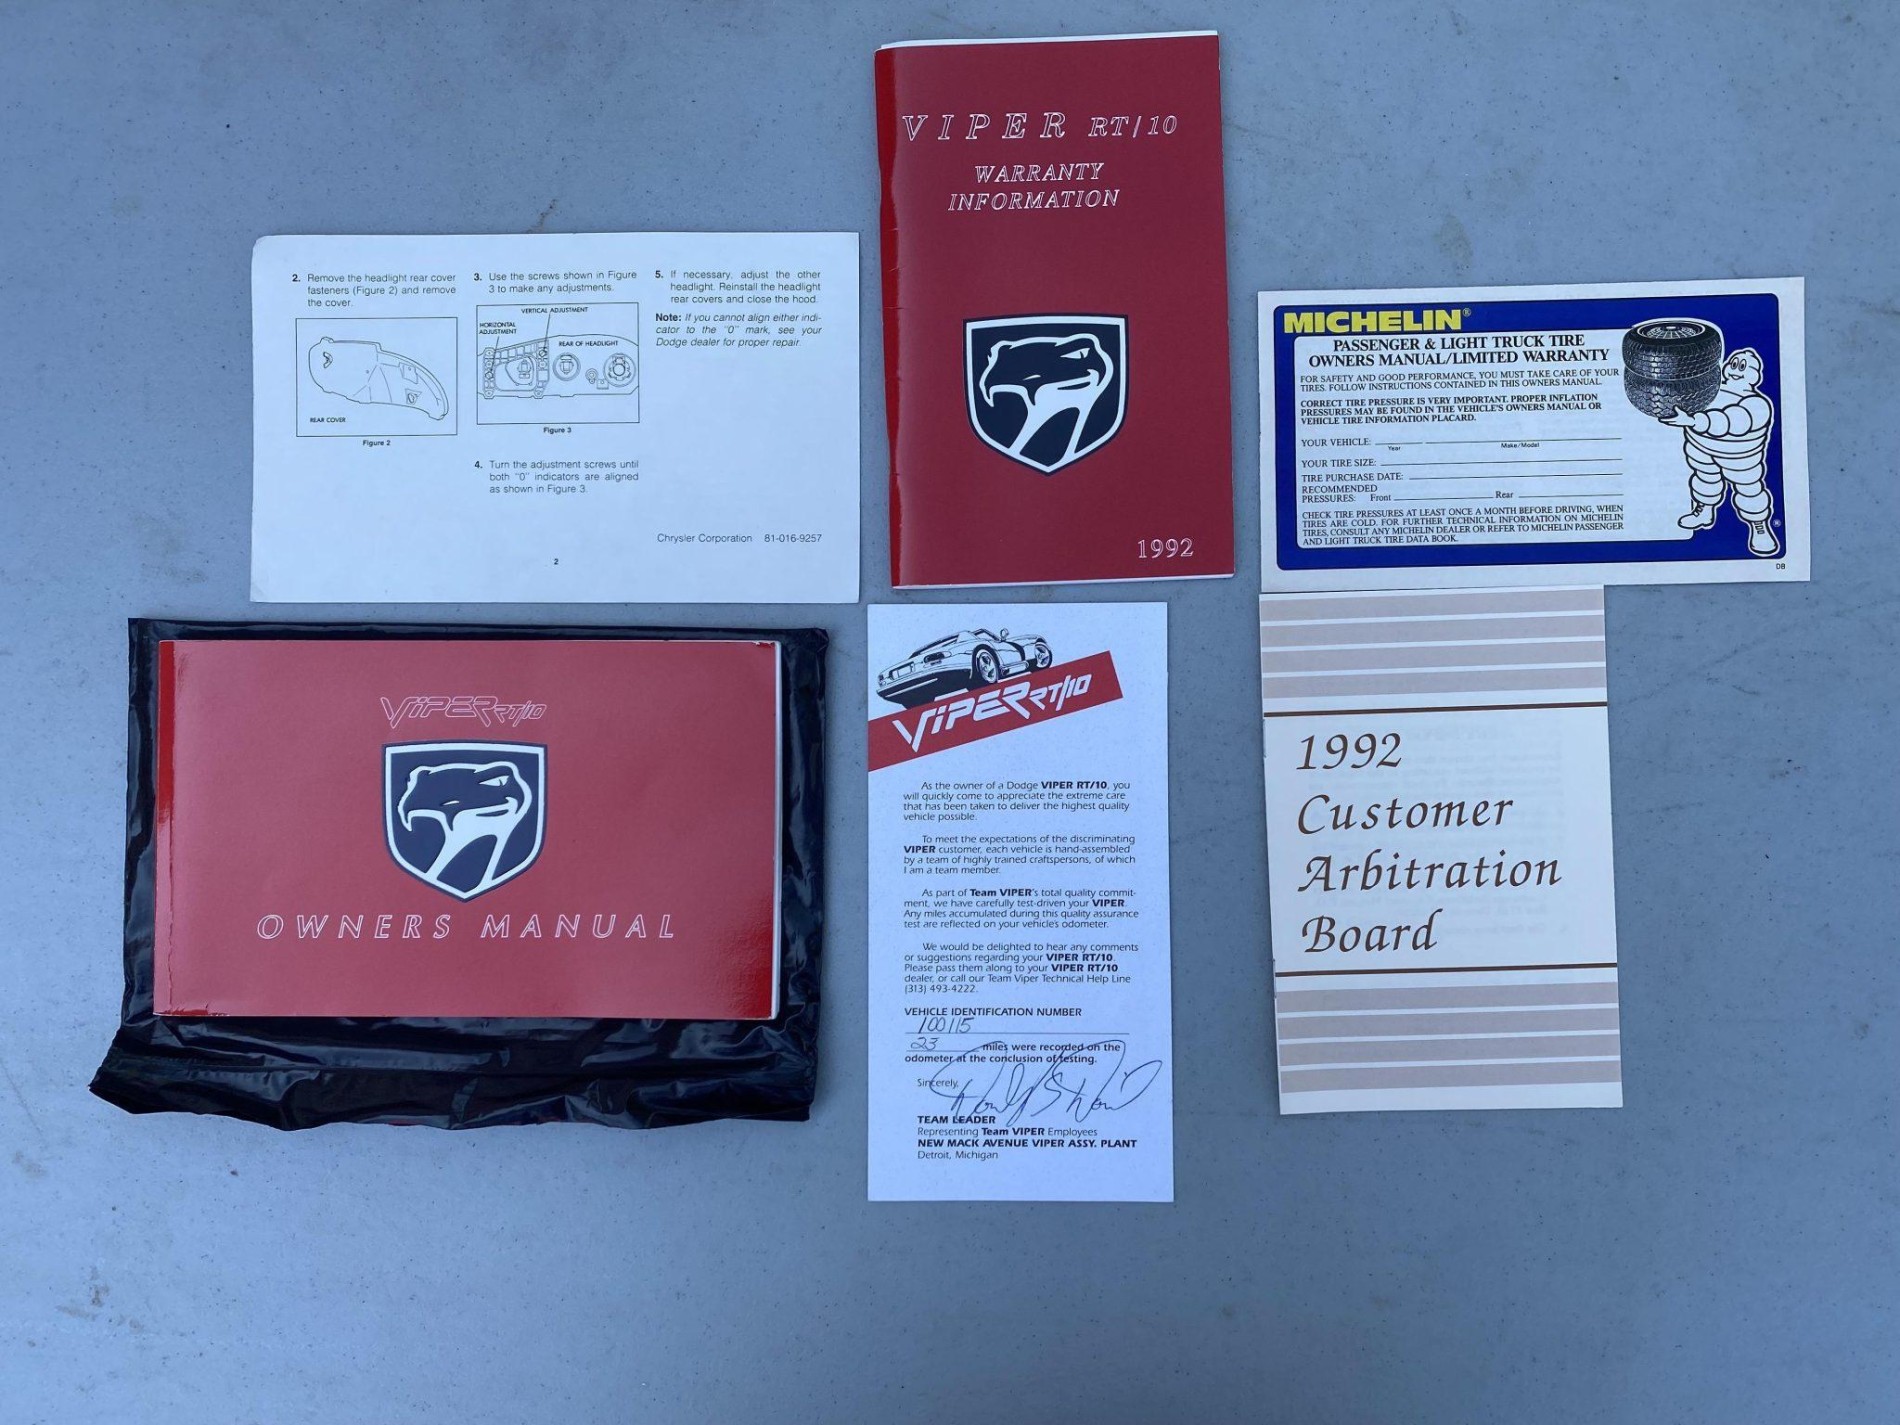 VIPER RT/10
WARRANTY
INFORMATION
1992
2. Remove the headlight rear cover
fasteners (Figure 2) and remove
the cover.
REAR COVER
Figure 2
3. Use the screws shown in Figure
3 to make any adjustments.
VERTICAL ADJUSTMENT
HORIZONTAL
ADJUSTMENT
REAR OF HEADLIGHT
Figure 3
4. Turn the adjustment screws until
both "0" indicators are aligned
as shown in Figure 3.
5. If necessary, adjust the other
headlight. Reinstall the headlight
rear covers and close the hood.
Note: If you cannot align either indi-
cator to the "0" mark, see your
Dodge dealer for proper repair.
Chrysler Corporation 81-016-9257
2
MICHELIN®
PASSENGER & LIGHT TRUCK TIRE
OWNERS MANUAL/LIMITED WARRANTY
FOR SAFETY AND GOOD PERFORMANCE, YOU MUST TAKE CARE OF YOUR
TIRES. FOLLOW INSTRUCTIONS CONTAINED IN THIS OWNERS MANUAL.
CORRECT TIRE PRESSURE IS VERY IMPORTANT. PROPER INFLATION
PRESSURES MAY BE FOUND IN THE VEHICLE'S OWNERS MANUAL OR
VEHICLE TIRE INFORMATION PLACARD.
YOUR VEHICLE:
Year Make/Model
YOUR TIRE SIZE:
TIRE PURCHASE DATE:
RECOMMENDED
PRESSURES: Front Rear
CHECK TIRE PRESSURES AT LEAST ONCE A MONTH BEFORE DRIVING, WHEN
TIRES ARE COLD. FOR FURTHER TECHNICAL INFORMATION ON MICHELIN
TIRES, CONSULT ANY MICHELIN DEALER OR REFER TO MICHELIN PASSENGER
AND LIGHT TRUCK TIRE DATA BOOK.
®
DB
VIPER RT/10
OWNERS MANUAL
VIPER RT/10
As the owner of a Dodge VIPER RT/10, you
will quickly come to appreciate the extreme care
that has been taken to deliver the highest quality
vehicle possible.
To meet the expectations of the discriminating
VIPER customer, each vehicle is hand-assembled
by a team of highly trained craftspersons, of which
I am a team member.
As part of Team VIPER's total quality commit-
ment, we have carefully test-driven your VIPER.
Any miles accumulated during this quality assurance
test are reflected on your vehicle's odometer.
We would be delighted to hear any comments
or suggestions regarding your VIPER RT/10.
Please pass them along to your VIPER RT/10
dealer, or call our Team Viper Technical Help Line
(313) 493-4222.
VEHICLE IDENTIFICATION NUMBER
100115
23 miles were recorded on the
odometer at the conclusion of testing.
Sincerely,
TEAM LEADER
Representing Team VIPER Employees
NEW MACK AVENUE VIPER ASSY. PLANT
Detroit, Michigan
1992
Customer
Arbitration
Board